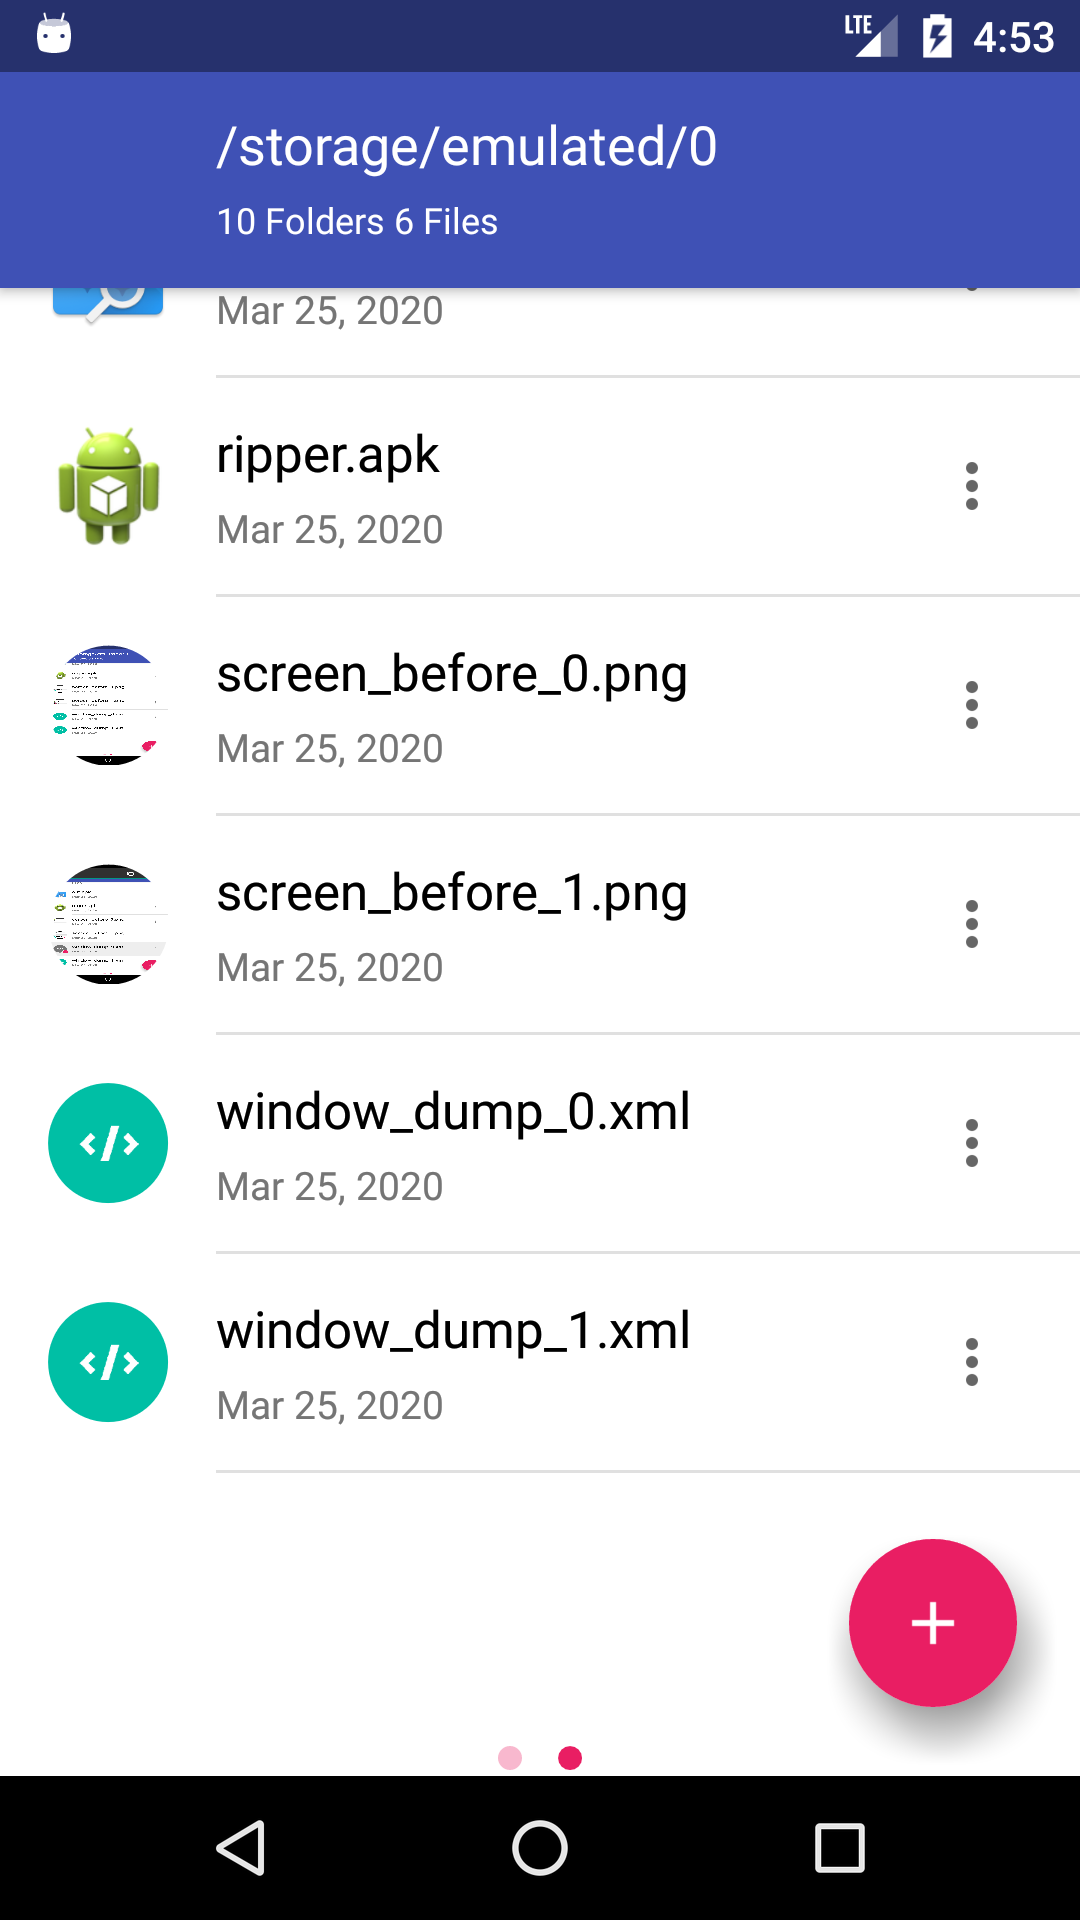 LTE 4:53
/storage/emulated/0
10 Folders 6 Files
Mar 25, 2020
ripper.apk
Mar 25, 2020
screen_before_0.png
Mar 25, 2020
screen_before_1.png
Mar 25, 2020
window_dump_0.xml
Mar 25, 2020
window_dump_1.xml
Mar 25, 2020